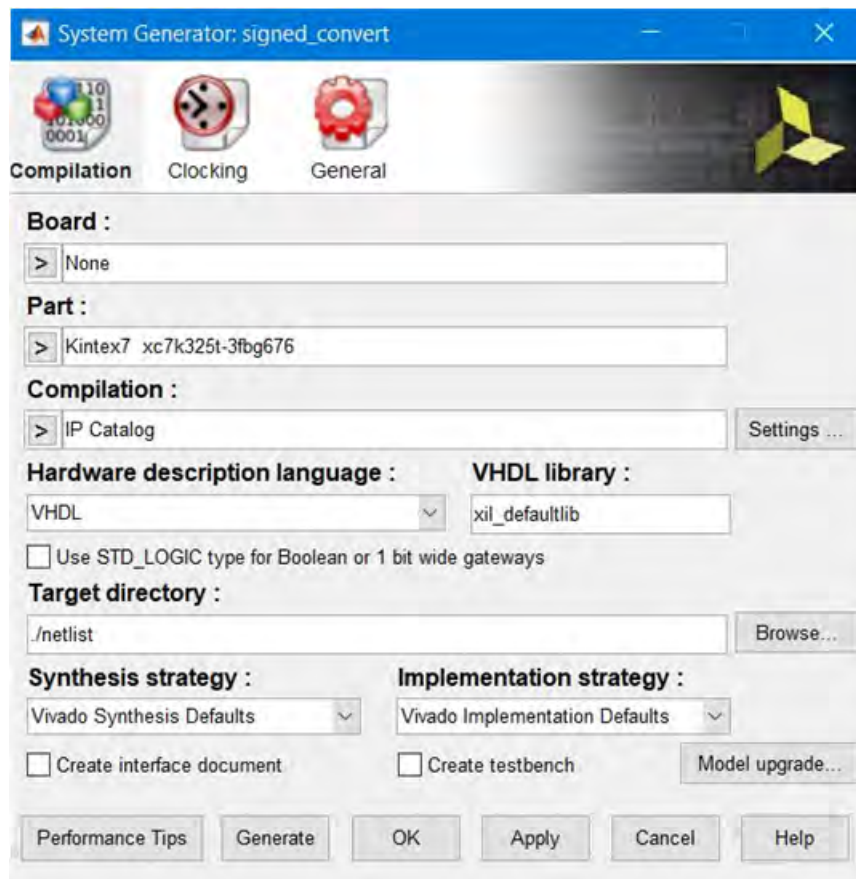 System Generator: signed_convert
Compilation Clocking General
Board :
> None
Part :
> Kintex7 xc7k325t-3fbg676
Compilation :
> IP Catalog Settings ...
Hardware description language : VHDL library :
VHDL xil_defaultlib
Use STD_LOGIC type for Boolean or 1 bit wide gateways
Target directory :
./netlist Browse...
Synthesis strategy : Implementation strategy :
Vivado Synthesis Defaults Vivado Implementation Defaults
Create interface document Create testbench Model upgrade...
Performance Tips Generate OK Apply Cancel Help